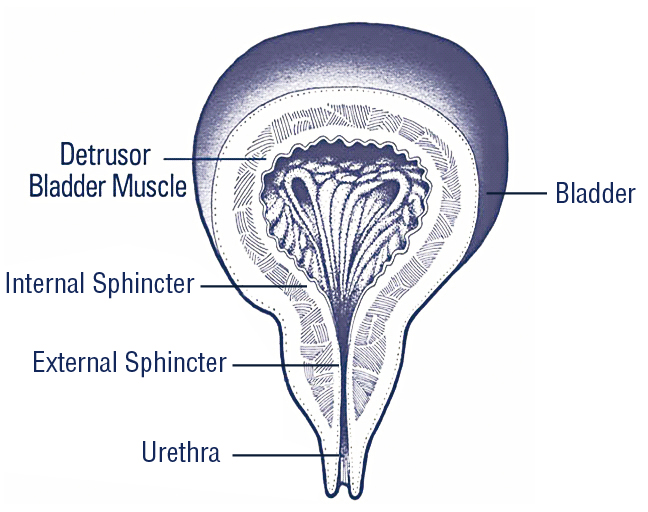 Detrusor
Bladder Muscle
Bladder
Internal Sphincter
External Sphincter
Urethra